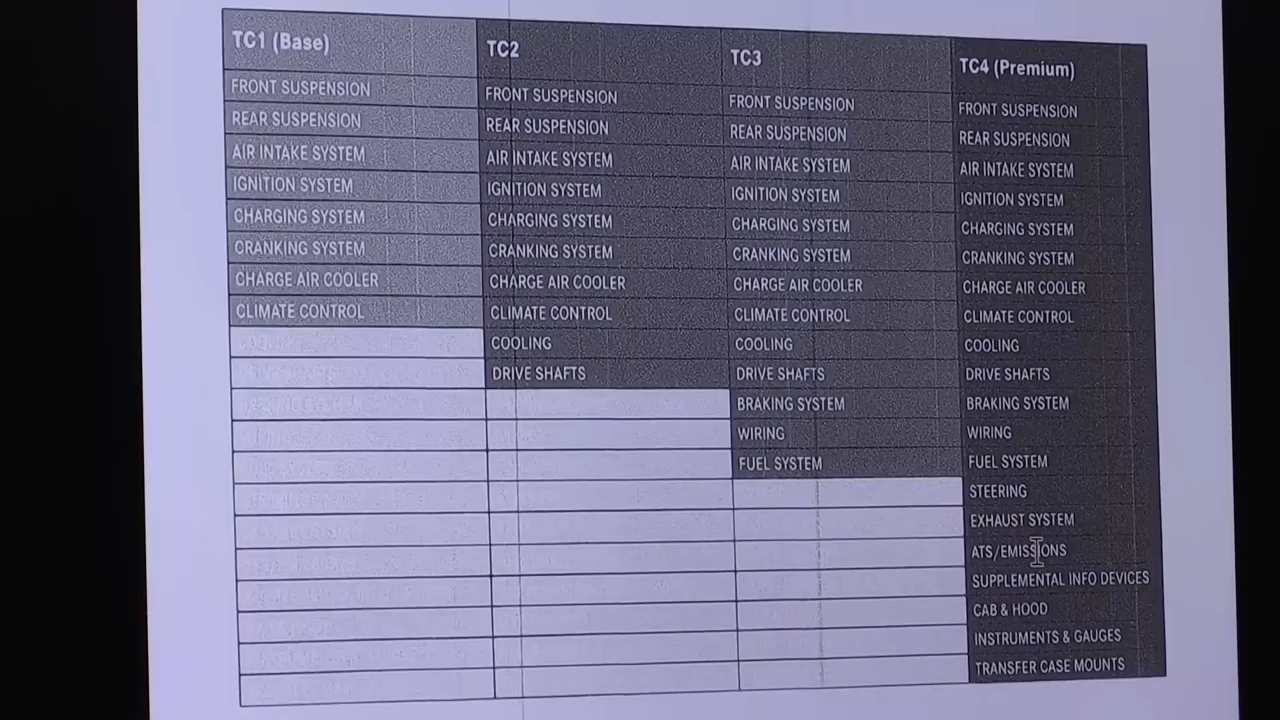 TC1 (Base) TC2 TC3 TC4 (Premium)
FRONT SUSPENSION FRONT SUSPENSION FRONT SUSPENSION FRONT SUSPENSION
REAR SUSPENSION REAR SUSPENSION REAR SUSPENSION REAR SUSPENSION
AIR INTAKE SYSTEM AIR INTAKE SYSTEM AIR INTAKE SYSTEM AIR INTAKE SYSTEM
IGNITION SYSTEM IGNITION SYSTEM IGNITION SYSTEM IGNITION SYSTEM
CHARGING SYSTEM CHARGING SYSTEM CHARGING SYSTEM CHARGING SYSTEM
CRANKING SYSTEM CRANKING SYSTEM CRANKING SYSTEM CRANKING SYSTEM
CHARGE AIR COOLER CHARGE AIR COOLER CHARGE AIR COOLER CHARGE AIR COOLER
CLIMATE CONTROL CLIMATE CONTROL CLIMATE CONTROL CLIMATE CONTROL
COOLING COOLING COOLING
DRIVE SHAFTS DRIVE SHAFTS DRIVE SHAFTS
BRAKING SYSTEM BRAKING SYSTEM
WIRING WIRING
FUEL SYSTEM FUEL SYSTEM
STEERING
EXHAUST SYSTEM
ATS/EMISSIONS
SUPPLEMENTAL INFO DEVICES
CAB & HOOD
INSTRUMENTS & GAUGES
TRANSFER CASE MOUNTS